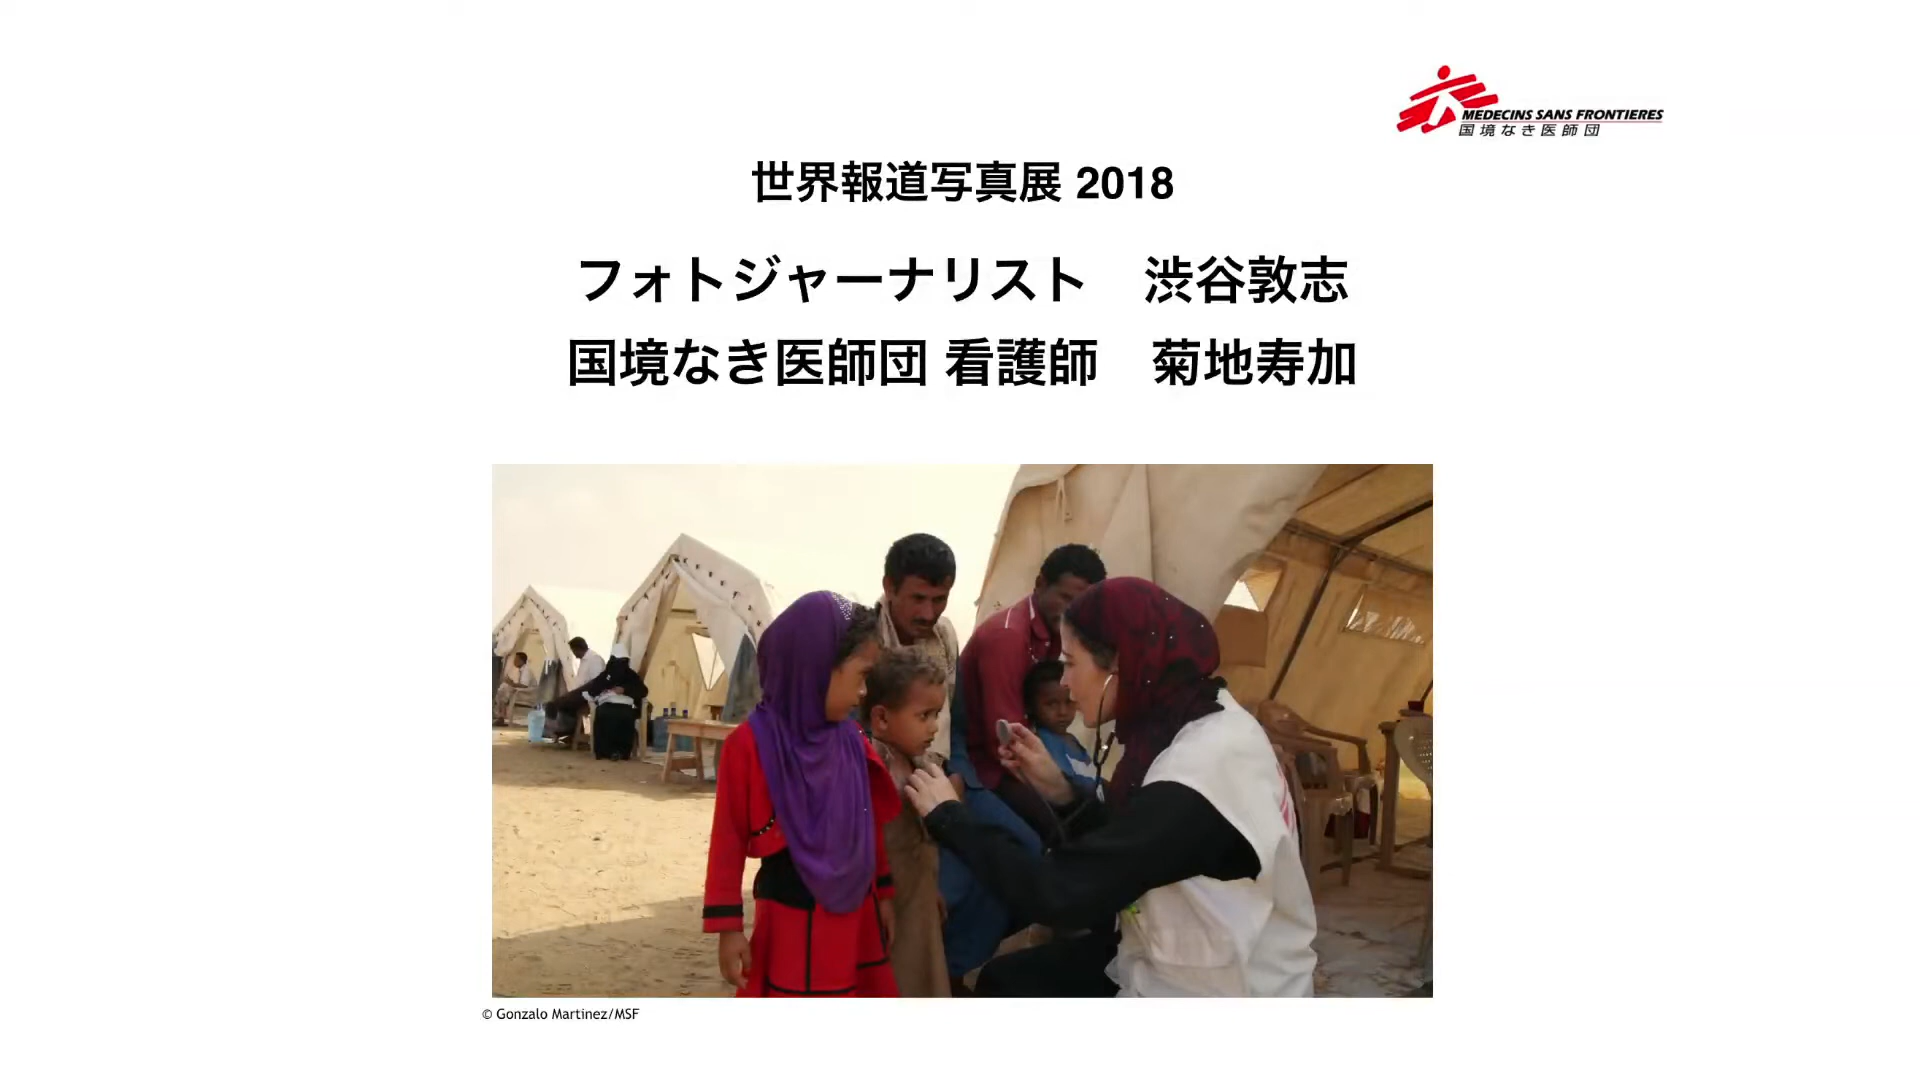 MEDECINS SANS FRONTIERES
国境なき医師団
世界報道写真展 2018
フォトジャーナリスト　渋谷敦志
国境なき医師団 看護師　菊地寿加
© Gonzalo Martinez/MSF